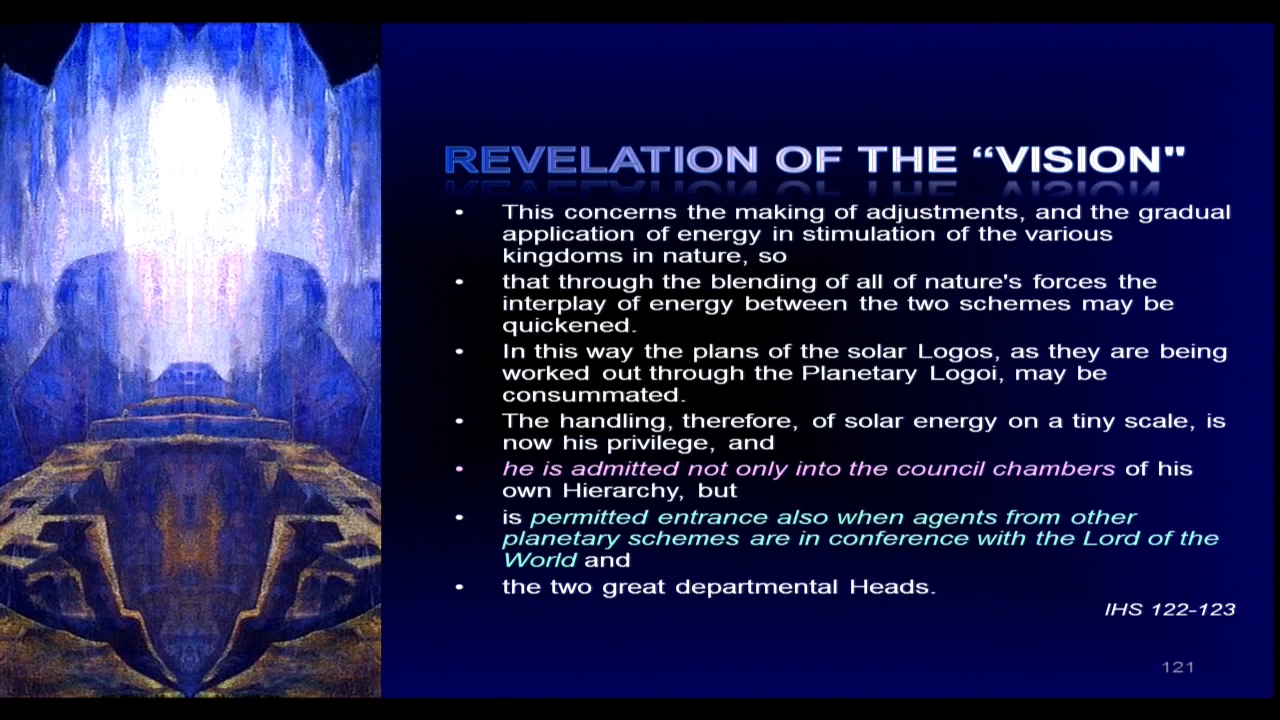 REVELATION OF THE “VISION"
• This concerns the making of adjustments, and the gradual
application of energy in stimulation of the various
kingdoms in nature, so
• that through the blending of all of nature's forces the
interplay of energy between the two schemes may be
quickened.
• In this way the plans of the solar Logos, as they are being
worked out through the Planetary Logoi, may be
consummated.
• The handling, therefore, of solar energy on a tiny scale, is
now his privilege, and
• he is admitted not only into the council chambers of his
own Hierarchy, but
• is permitted entrance also when agents from other
planetary schemes are in conference with the Lord of the
World and
• the two great departmental Heads.
IHS 122-123
121